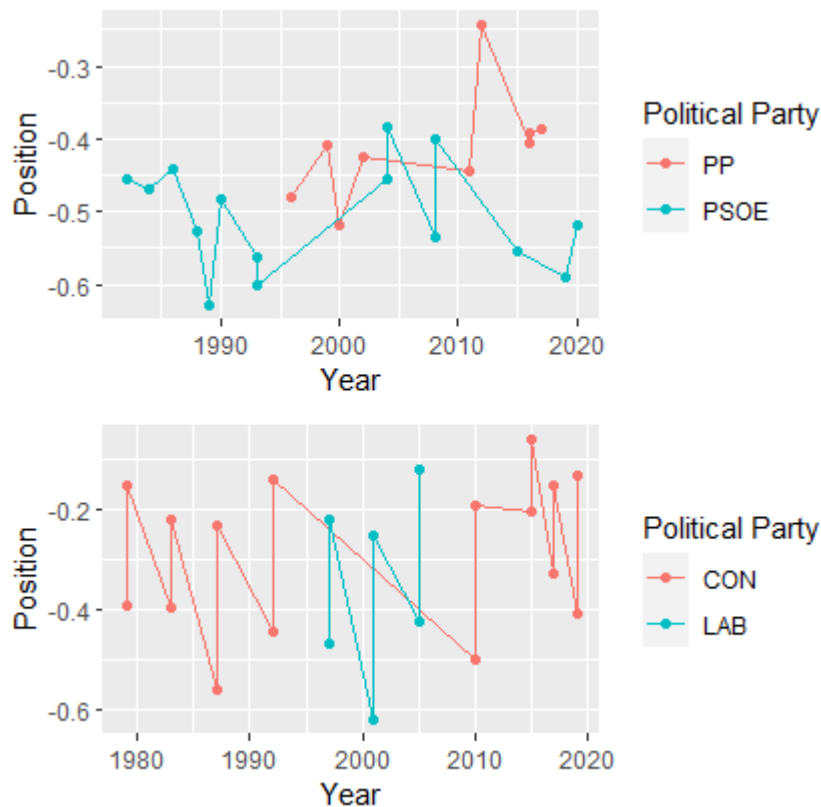 -0.3
-0.4
-0.5
-0.6
Position
1990
2000
2010
2020
Year
Political Party
PP
PSOE
-0.2
-0.4
-0.6
Position
1980
1990
2000
2010
2020
Year
Political Party
CON
LAB